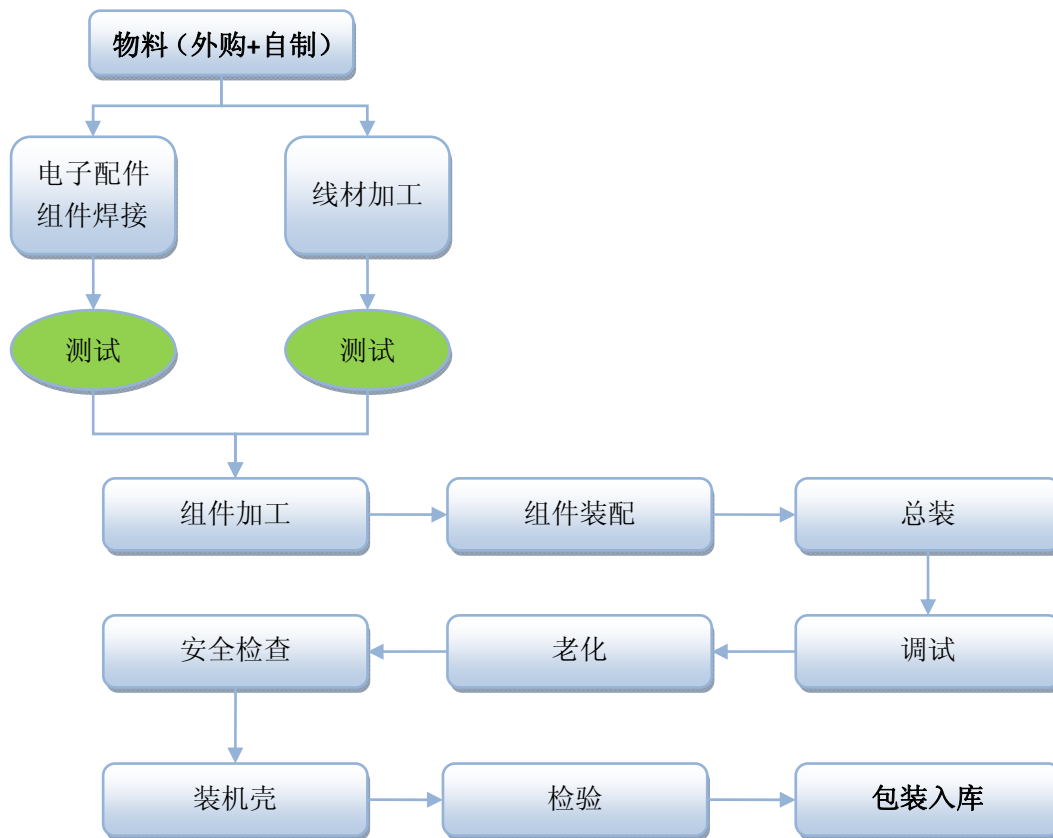 物料（外购+自制）
电子配件
组件焊接
线材加工
测试
测试
组件加工
组件装配
总装
安全检查
老化
调试
装机壳
检验
包装入库